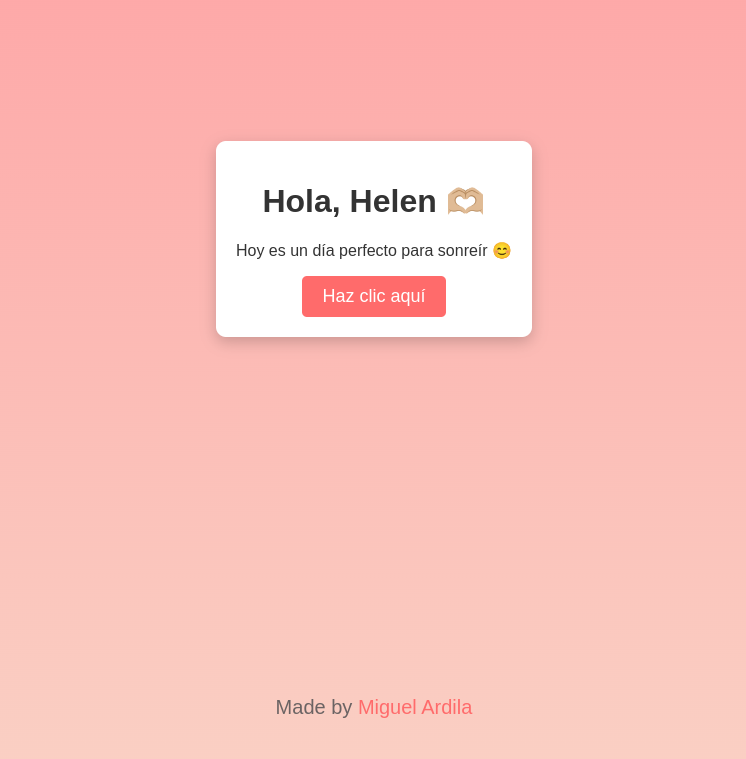 Hola, Helen 🫶🏼
Hoy es un día perfecto para sonreír 😊
Haz clic aquí
Made by Miguel Ardila